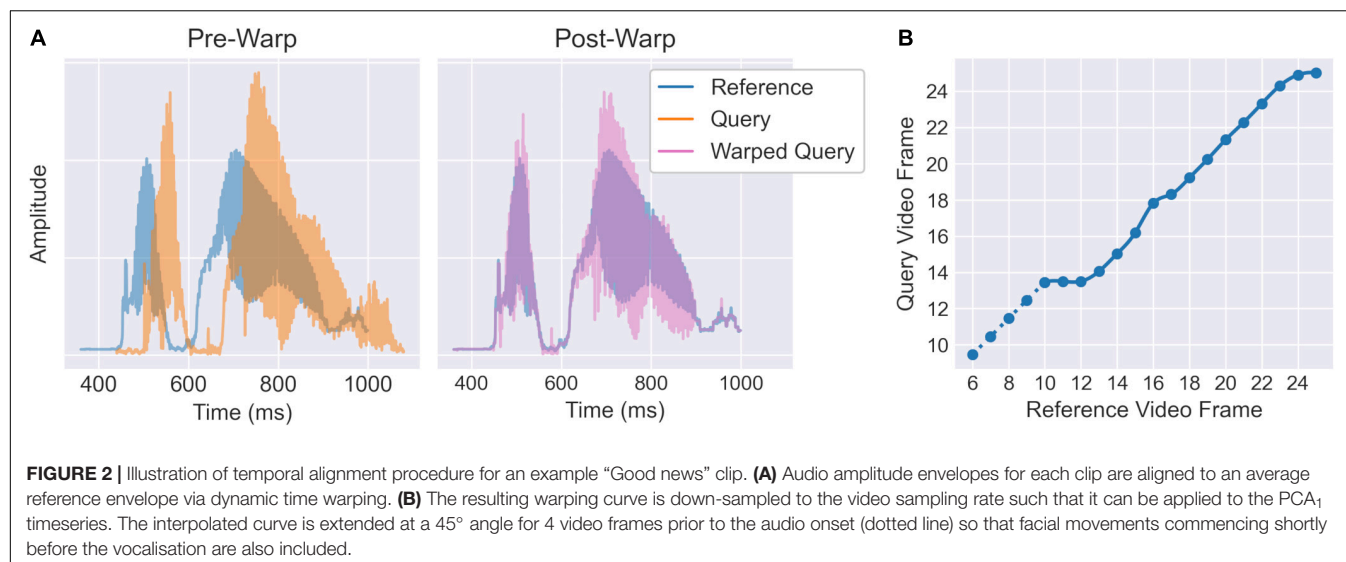 A
Pre-Warp
Post-Warp
B
Reference
Query
Warped Query
Amplitude
400 600 800 1000
Time (ms)
400 600 800 1000
Time (ms)
Query Video Frame
24
22
20
18
16
14
12
10
6 8 10 12 14 16 18 20 22 24
Reference Video Frame
FIGURE 2 | Illustration of temporal alignment procedure for an example “Good news” clip. (A) Audio amplitude envelopes for each clip are aligned to an average
reference envelope via dynamic time warping. (B) The resulting warping curve is down-sampled to the video sampling rate such that it can be applied to the PCA₁
timeseries. The interpolated curve is extended at a 45° angle for 4 video frames prior to the audio onset (dotted line) so that facial movements commencing shortly
before the vocalisation are also included.